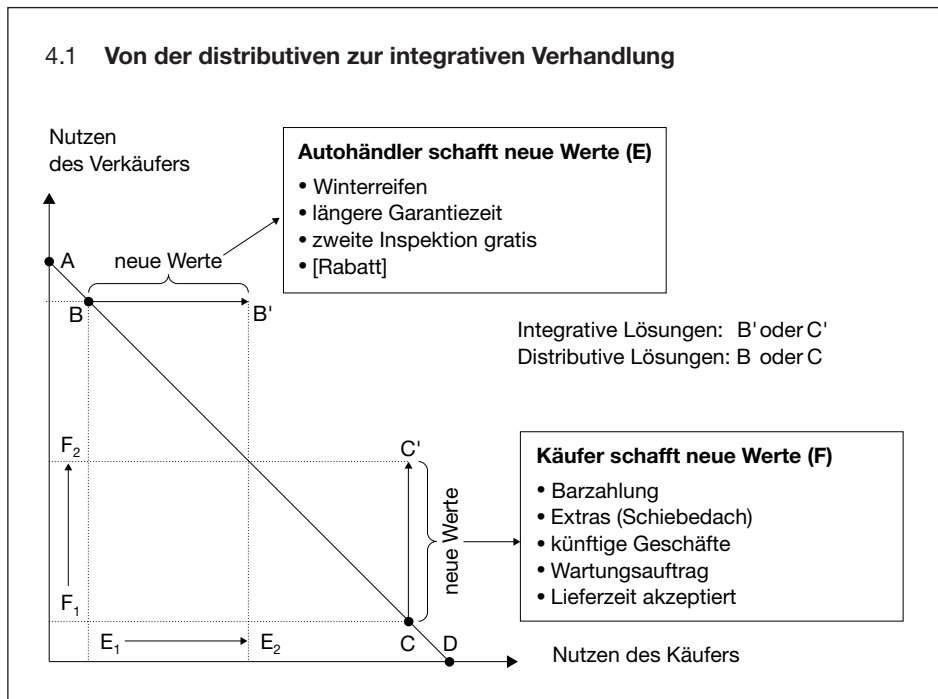 4.1 Von der distributiven zur integrativen Verhandlung
Nutzen
des Verkäufers
Autohändler schafft neue Werte (E)
• Winterreifen
• längere Garantiezeit
• zweite Inspektion gratis
• [Rabatt]
A
neue Werte
B
B'
Integrative Lösungen: B' oder C'
Distributive Lösungen: B oder C
F₂
C'
Käufer schafft neue Werte (F)
• Barzahlung
• Extras (Schiebedach)
• künftige Geschäfte
• Wartungsauftrag
• Lieferzeit akzeptiert
neue Werte
F₁
E₁
E₂
C
D
Nutzen des Käufers